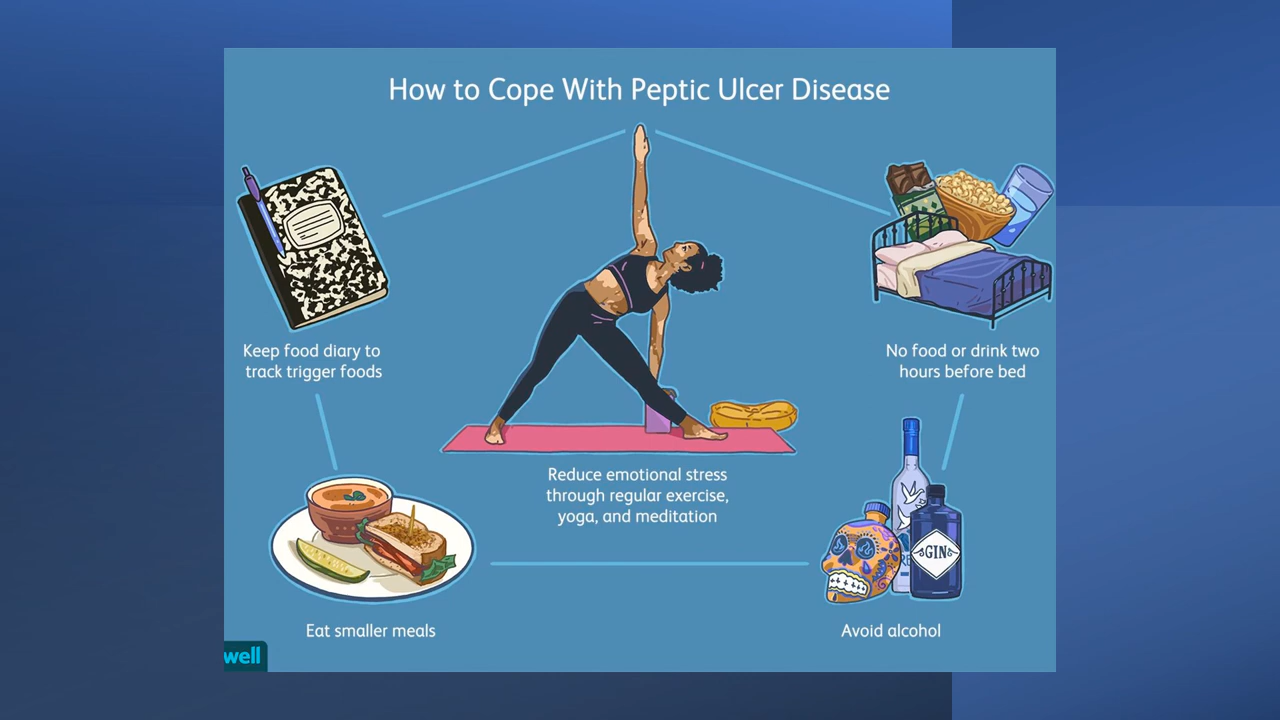 How to Cope With Peptic Ulcer Disease
Keep food diary to
track trigger foods
No food or drink two
hours before bed
Reduce emotional stress
through regular exercise,
yoga, and meditation
GIN
Eat smaller meals
Avoid alcohol
well